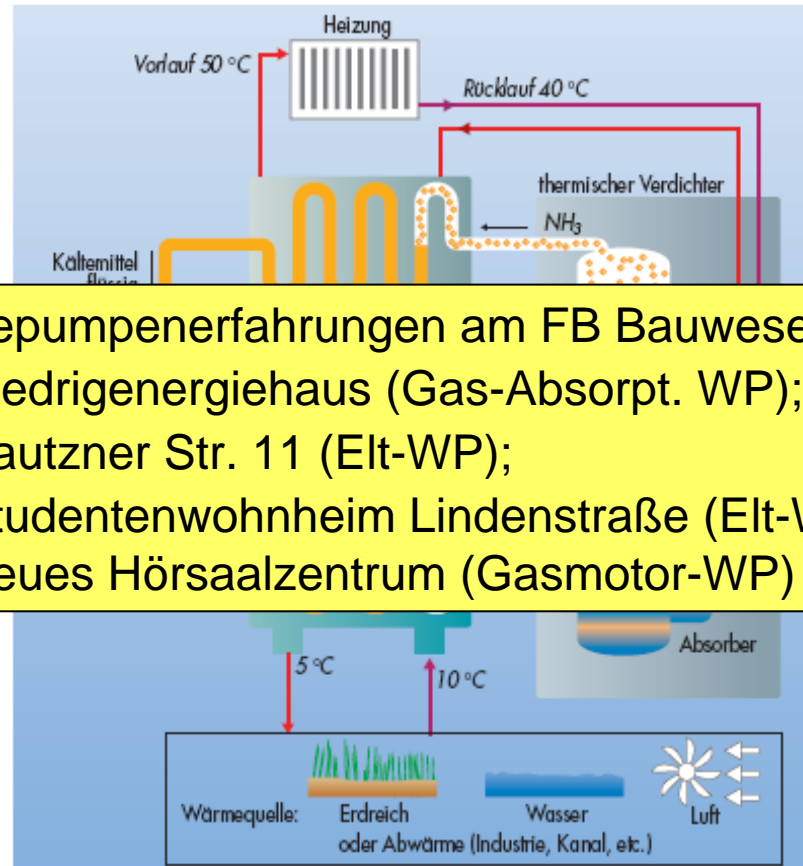 Heizung
Vorlauf 50 °C
Rücklauf 40 °C
thermischer Verdichter
NH₃
Kältemittel
flüssig
epumpenerfahrungen am FB Bauwese
edrigenergiehaus (Gas-Absorpt. WP);
autzner Str. 11 (Elt-WP);
tudentenwohnheim Lindenstraße (Elt-W
eues Hörsaalzentrum (Gasmotor-WP)
Absorber
5 °C
10 °C
Wärmequelle: Erdreich Wasser Luft
oder Abwärme (Industrie, Kanal, etc.)